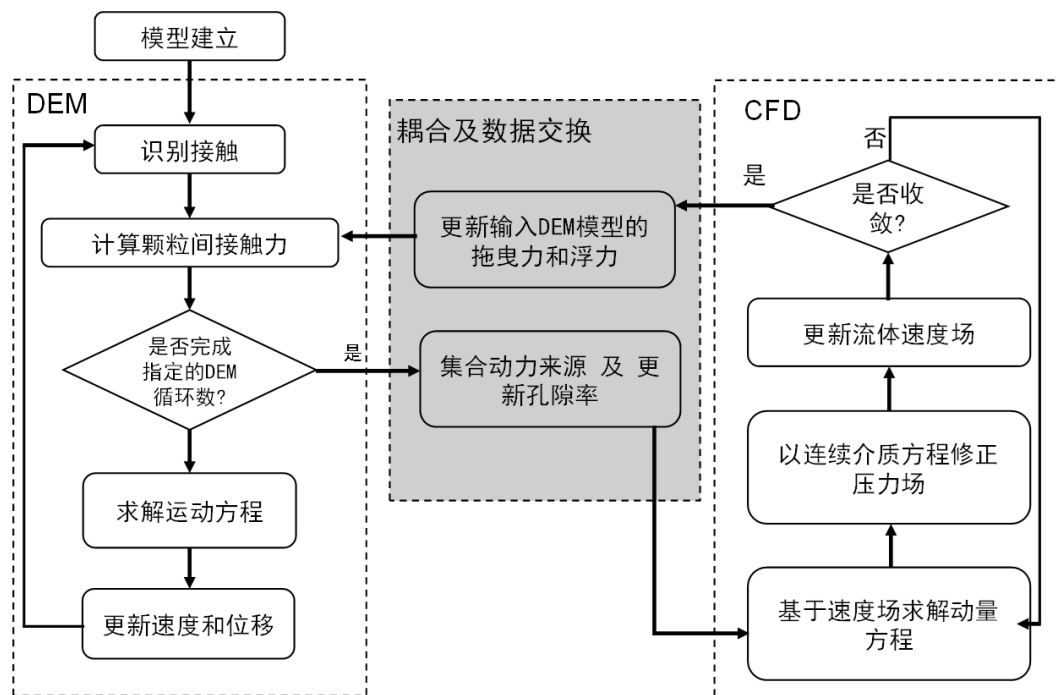 模型建立
DEM
识别接触
计算颗粒间接触力
是否完成
指定的DEM
循环数?
是
求解运动方程
更新速度和位移
耦合及数据交换
更新输入DEM模型的
拖曳力和浮力
集合动力来源 及 更
新孔隙率
CFD
否
是
是否收
敛?
更新流体速度场
以连续介质方程修正
压力场
基于速度场求解动量
方程